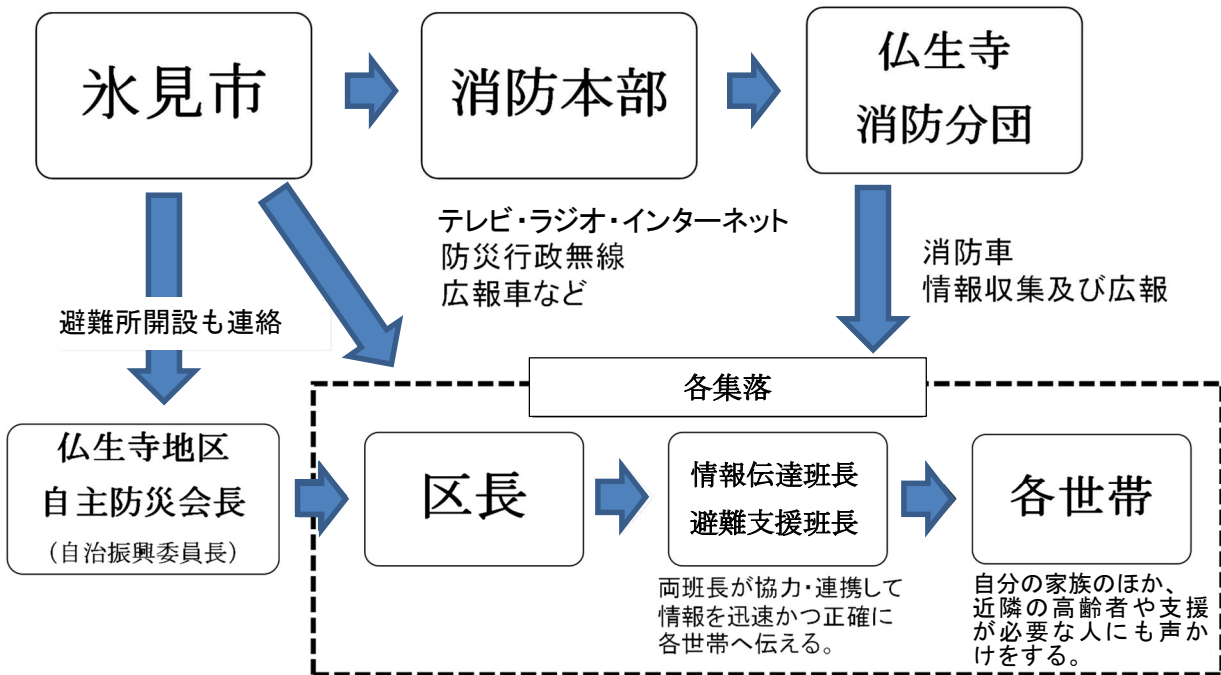 氷見市
消防本部
仏生寺
消防分団
テレビ・ラジオ・インターネット
防災行政無線
広報車など
消防車
情報収集及び広報
避難所開設も連絡
各集落
仏生寺地区
自主防災会長
(自治振興委員長)
区長
情報伝達班長
避難支援班長
各世帯
両班長が協力・連携して
情報を迅速かつ正確に
各世帯へ伝える。
自分の家族のほか、
近隣の高齢者や支援
が必要な人にも声か
けをする。